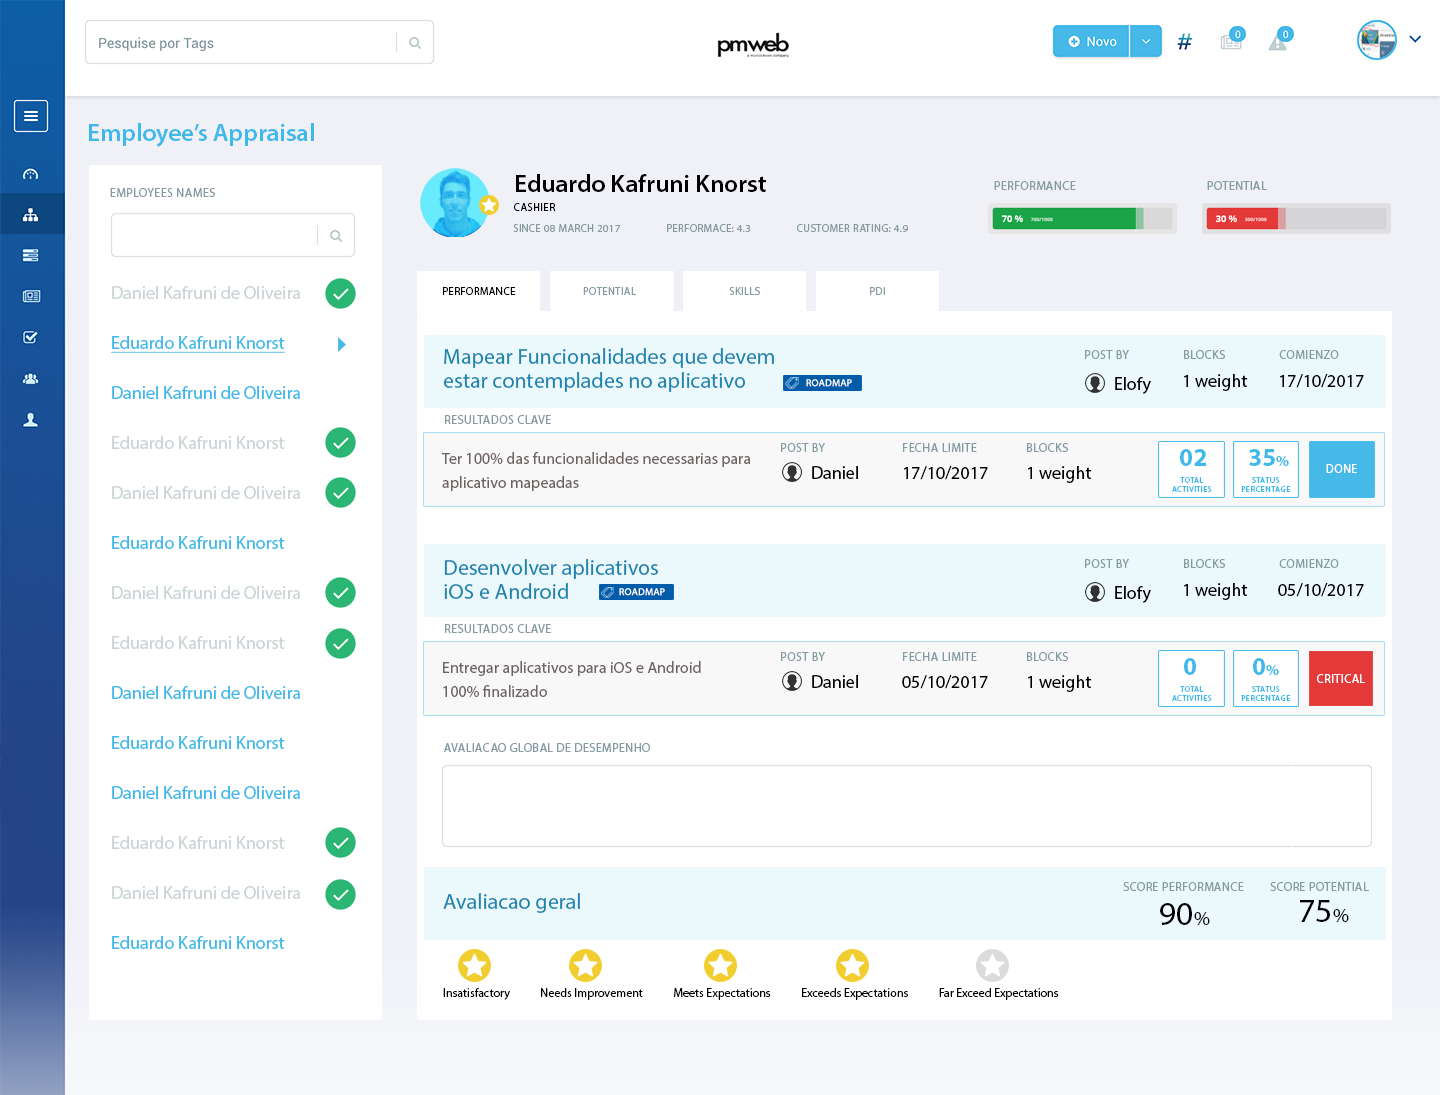 Pesquise por Tags
pmweb
Novo
#
0
0
Employee's Appraisal
EMPLOYEES NAMES
Daniel Kafruni de Oliveira
Eduardo Kafruni Knorst
Daniel Kafruni de Oliveira
Eduardo Kafruni Knorst
Daniel Kafruni de Oliveira
Eduardo Kafruni Knorst
Daniel Kafruni de Oliveira
Eduardo Kafruni Knorst
Daniel Kafruni de Oliveira
Eduardo Kafruni Knorst
Daniel Kafruni de Oliveira
Eduardo Kafruni Knorst
Daniel Kafruni de Oliveira
Eduardo Kafruni Knorst
Eduardo Kafruni Knorst
CASHIER
SINCE 08 MARCH 2017
PERFORMACE: 4.3
CUSTOMER RATING: 4.9
PERFORMANCE
70 % 700/1000
POTENTIAL
30 % 300/1000
PERFORMANCE
POTENTIAL
SKILLS
PDI
Mapear Funcionalidades que devem
estar contemplades no aplicativo
ROADMAP
POST BY
Elofy
BLOCKS
1 weight
COMIENZO
17/10/2017
RESULTADOS CLAVE
Ter 100% das funcionalidades necessarias para
aplicativo mapeadas
POST BY
Daniel
FECHA LIMITE
17/10/2017
BLOCKS
1 weight
02
TOTAL
ACTIVITIES
35%
STATUS
PERCENTAGE
DONE
Desenvolver aplicativos
iOS e Android
ROADMAP
POST BY
Elofy
BLOCKS
1 weight
COMIENZO
05/10/2017
RESULTADOS CLAVE
Entregar aplicativos para iOS e Android
100% finalizado
POST BY
Daniel
FECHA LIMITE
05/10/2017
BLOCKS
1 weight
0
TOTAL
ACTIVITIES
0%
STATUS
PERCENTAGE
CRITICAL
AVALIACAO GLOBAL DE DESEMPENHO
Avaliacao geral
SCORE PERFORMANCE
90%
SCORE POTENTIAL
75%
Insatisfactory
Needs Improvement
Meets Expectations
Exceeds Expectations
Far Exceed Expectations